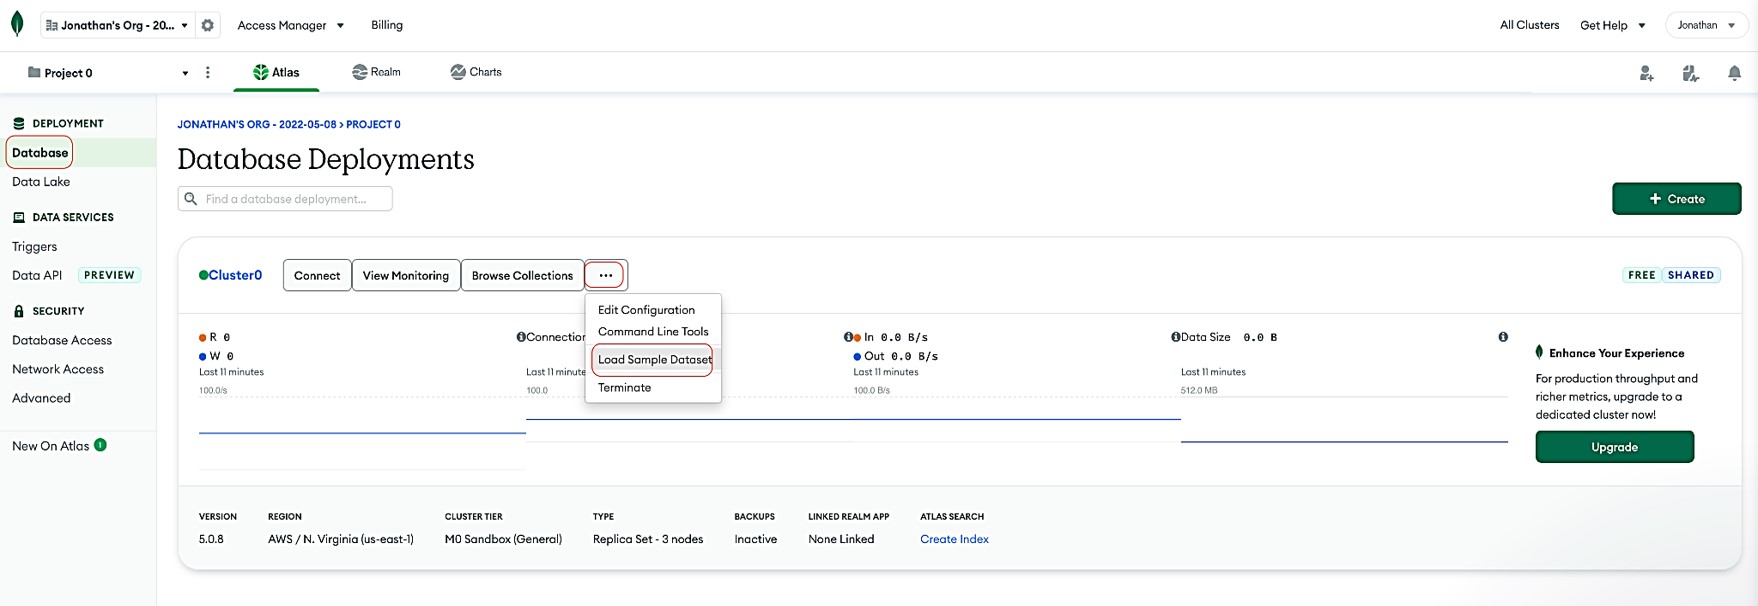 Jonathan's Org - 20... Access Manager Billing All Clusters Get Help Jonathan
Project 0 Atlas Realm Charts
DEPLOYMENT
Database
Data Lake
DATA SERVICES
Triggers
Data API PREVIEW
SECURITY
Database Access
Network Access
Advanced
New On Atlas 1
JONATHAN'S ORG - 2022-05-08 > PROJECT 0
Database Deployments
Find a database deployment...
+ Create
Cluster0 Connect View Monitoring Browse Collections ... FREE SHARED
Edit Configuration
Command Line Tools
Load Sample Dataset
Terminate
R 0
W 0
Last 11 minutes
100.0/s
Connection
Last 11 minute
100.0
In 0.0 B/s
Out 0.0 B/s
Last 11 minutes
100.0 B/s
Data Size 0.0 B
Last 11 minutes
512.0 MB
Enhance Your Experience
For production throughput and
richer metrics, upgrade to a
dedicated cluster now!
Upgrade
VERSION REGION CLUSTER TIER TYPE BACKUPS LINKED REALM APP ATLAS SEARCH
5.0.8 AWS / N. Virginia (us-east-1) M0 Sandbox (General) Replica Set - 3 nodes Inactive None Linked Create Index